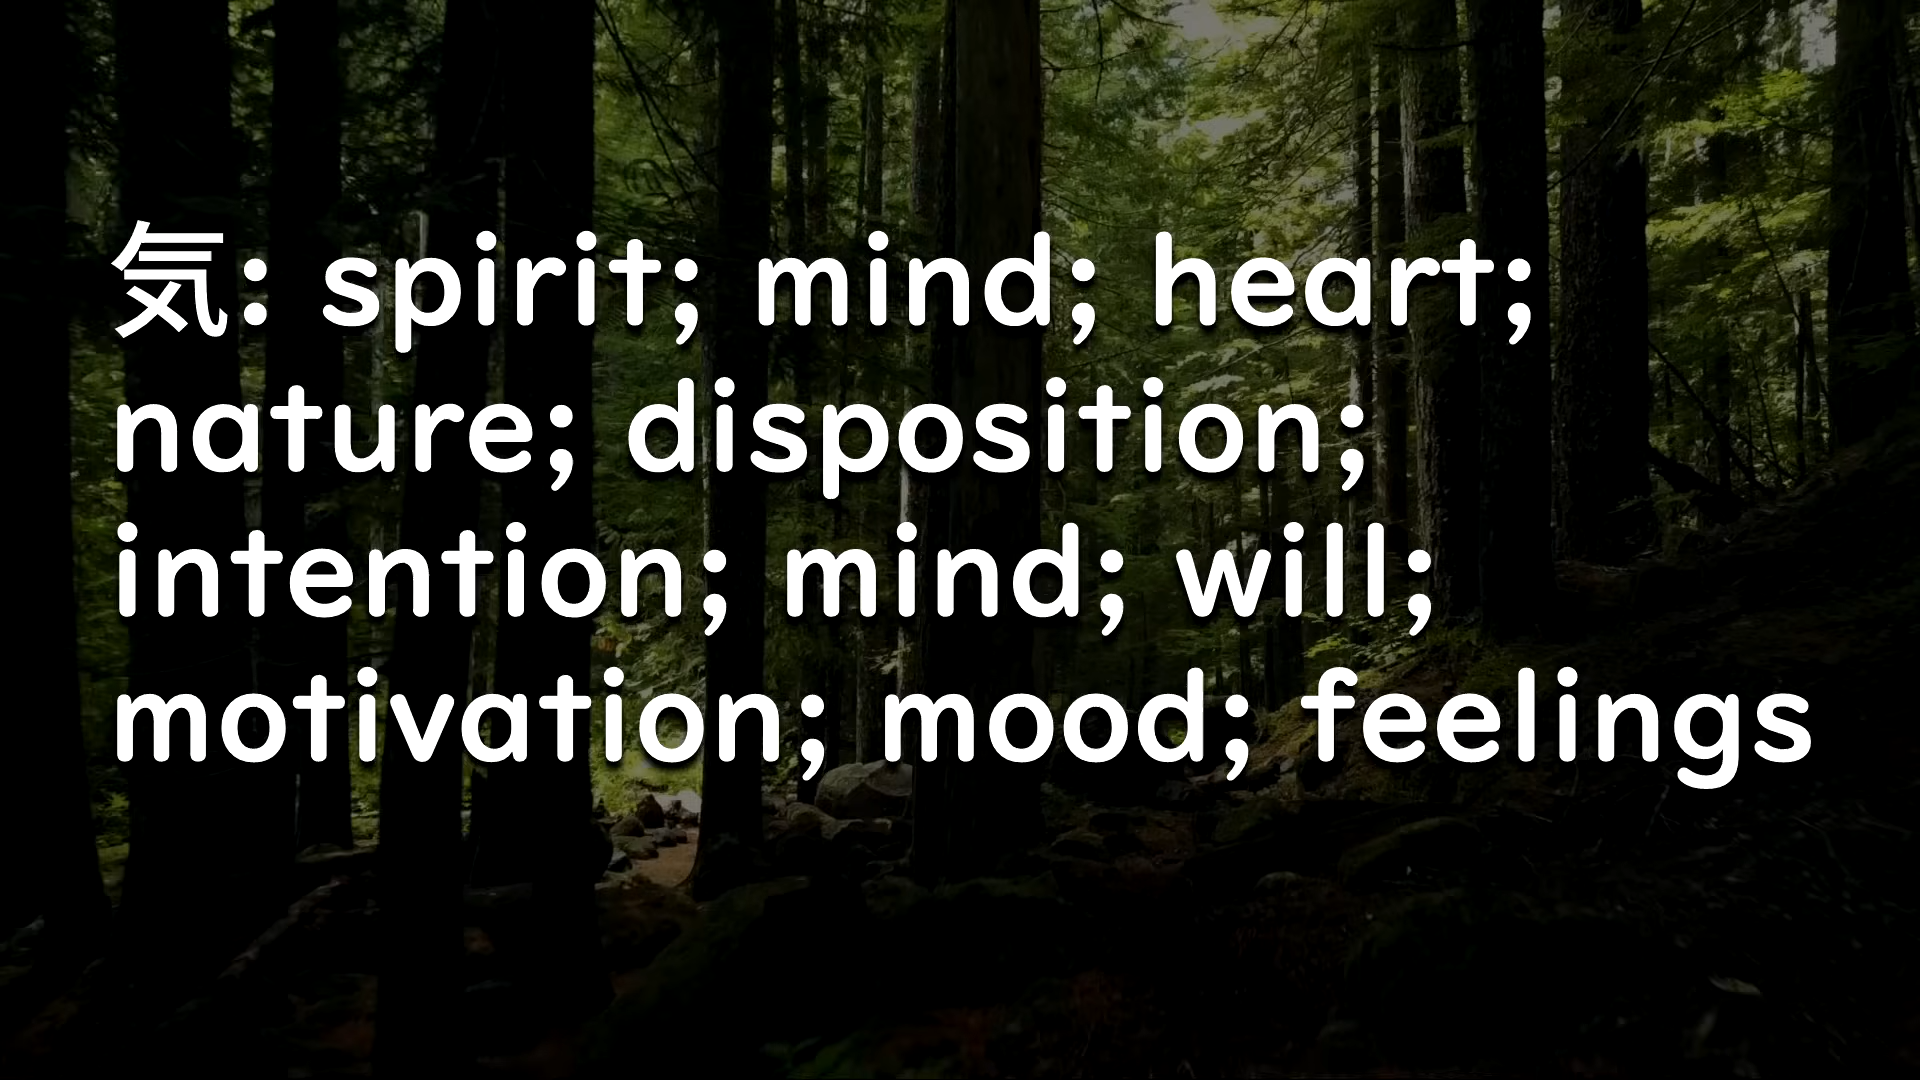 気: spirit; mind; heart;
nature; disposition;
intention; mind; will;
motivation; mood; feelings